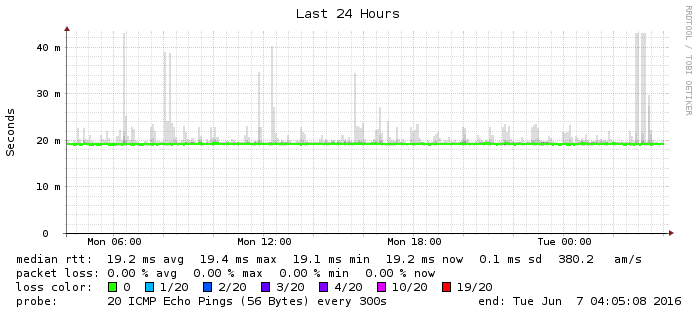 Last 24 Hours
RRDTOOL / TOBI OETIKER
Seconds
40 m
30 m
20 m
10 m
0
Mon 06:00 Mon 12:00 Mon 18:00 Tue 00:00
median rtt: 19.2 ms avg 19.4 ms max 19.1 ms min 19.2 ms now 0.1 ms sd 380.2 am/s
packet loss: 0.00 % avg 0.00 % max 0.00 % min 0.00 % now
loss color: 0 1/20 2/20 3/20 4/20 10/20 19/20
probe: 20 ICMP Echo Pings (56 Bytes) every 300s end: Tue Jun 7 04:05:08 2016